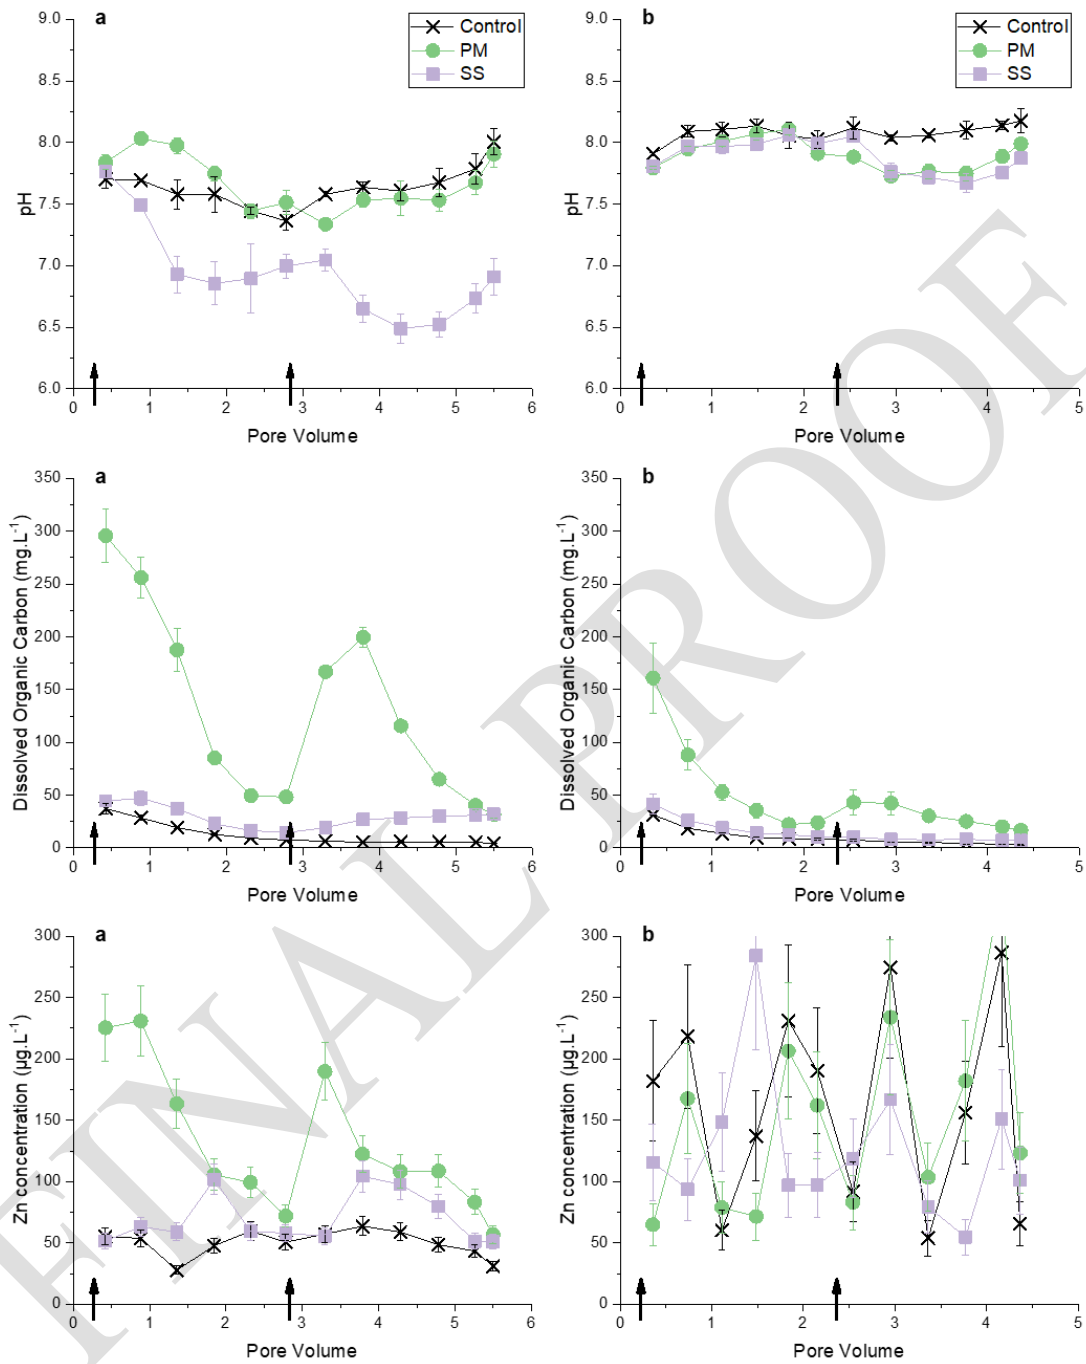 a
Control
PM
SS
pH
9.0
8.5
8.0
7.5
7.0
6.5
6.0
0 1 2 3 4 5 6
Pore Volume
b
Control
PM
SS
pH
9.0
8.5
8.0
7.5
7.0
6.5
6.0
0 1 2 3 4 5
Pore Volume
a
Dissolved Organic Carbon (mg.L-1)
350
300
250
200
150
100
50
0
0 1 2 3 4 5 6
Pore Volume
b
Dissolved Organic Carbon (mg.L-1)
350
300
250
200
150
100
50
0
0 1 2 3 4 5
Pore Volume
a
Zn concentration (µg.L-1)
300
250
200
150
100
50
0
0 1 2 3 4 5 6
Pore Volume
b
Zn concentration (µg.L-1)
300
250
200
150
100
50
0
0 1 2 3 4 5
Pore Volume
FINAL PROOF